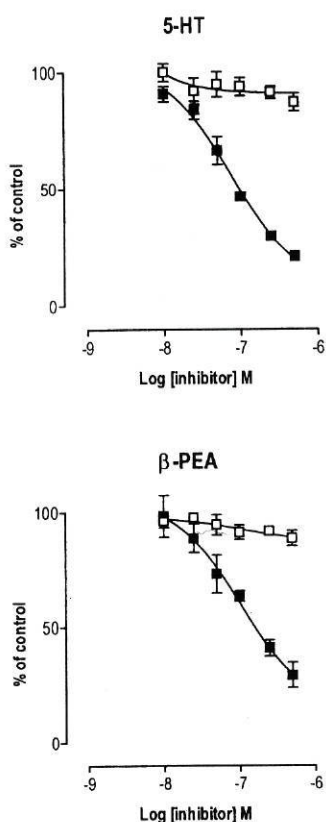 5-HT
100
50
0
% of control
-9 -8 -7 -6
Log [inhibitor] M
β-PEA
100
50
0
% of control
-9 -8 -7 -6
Log [inhibitor] M